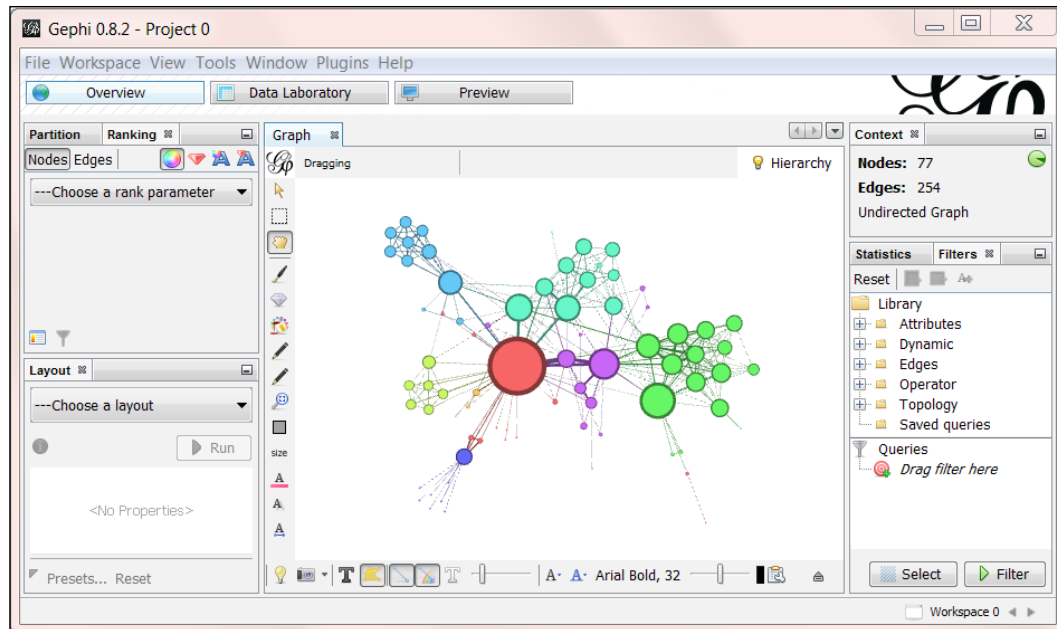 Gephi 0.8.2 - Project 0
File Workspace View Tools Window Plugins Help
Overview Data Laboratory Preview
Partition Ranking
Nodes Edges
---Choose a rank parameter
Layout
---Choose a layout
Run
<No Properties>
Presets... Reset
Graph
Dragging
Hierarchy
size
A
A
A
T T A- A- Arial Bold, 32
Context
Nodes: 77
Edges: 254
Undirected Graph
Statistics Filters
Reset
Library
Attributes
Dynamic
Edges
Operator
Topology
Saved queries
Queries
Drag filter here
Select Filter
Workspace 0